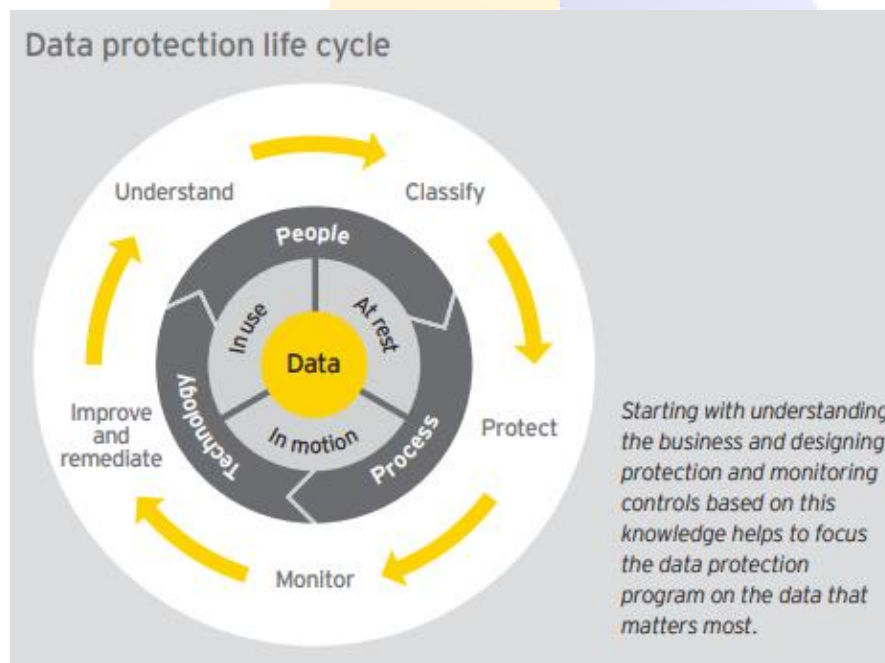 Data protection life cycle
Understand
Classify
People
In use
At rest
Data
Technology
In motion
Process
Improve
and
remediate
Protect
Monitor
Starting with understanding
the business and designing
protection and monitoring
controls based on this
knowledge helps to focus
the data protection
program on the data that
matters most.